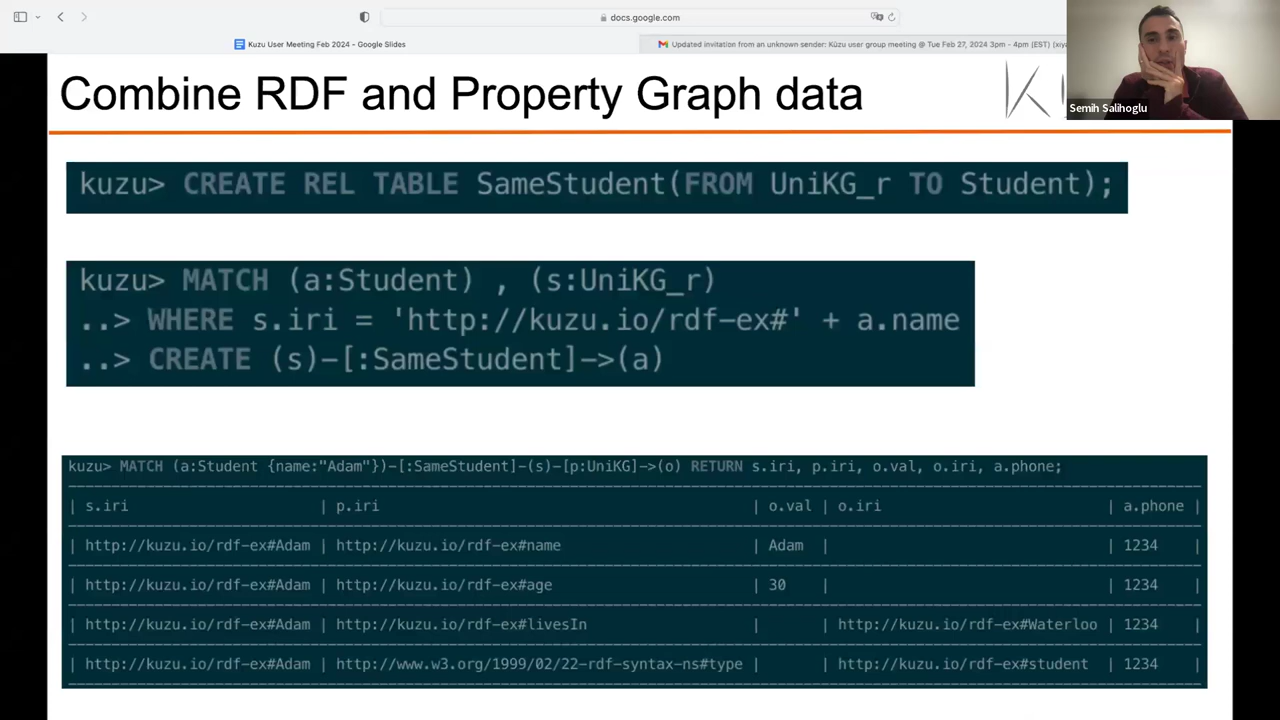 docs.google.com
Kuzu User Meeting Feb 2024 - Google Slides
Updated invitation from an unknown sender: Kùzu user group meeting @ Tue Feb 27, 2024 3pm - 4pm (EST)
Combine RDF and Property Graph data
Semih Salihoglu
kuzu> CREATE REL TABLE SameStudent(FROM UniKG_r TO Student);
kuzu> MATCH (a:Student) , (s:UniKG_r)
..> WHERE s.iri = 'http://kuzu.io/rdf-ex#' + a.name
..> CREATE (s)-[:SameStudent]->(a)
kuzu> MATCH (a:Student {name:"Adam"})-[:SameStudent]-(s)-[p:UniKG]->(o) RETURN s.iri, p.iri, o.val, o.iri, a.phone;
| s.iri | p.iri | o.val | o.iri | a.phone |
| http://kuzu.io/rdf-ex#Adam | http://kuzu.io/rdf-ex#name | Adam | | 1234 |
| http://kuzu.io/rdf-ex#Adam | http://kuzu.io/rdf-ex#age | 30 | | 1234 |
| http://kuzu.io/rdf-ex#Adam | http://kuzu.io/rdf-ex#livesIn | | http://kuzu.io/rdf-ex#Waterloo | 1234 |
| http://kuzu.io/rdf-ex#Adam | http://www.w3.org/1999/02/22-rdf-syntax-ns#type | | http://kuzu.io/rdf-ex#student | 1234 |